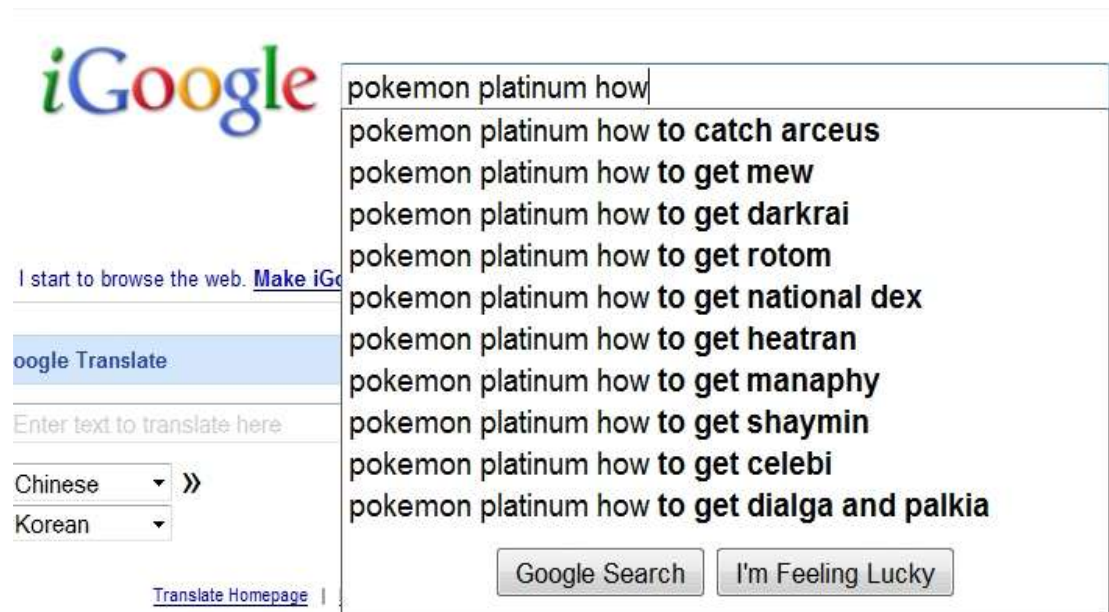 iGoogle
pokemon platinum how
pokemon platinum how to catch arceus
pokemon platinum how to get mew
pokemon platinum how to get darkrai
pokemon platinum how to get rotom
pokemon platinum how to get national dex
pokemon platinum how to get heatran
pokemon platinum how to get manaphy
pokemon platinum how to get shaymin
pokemon platinum how to get celebi
pokemon platinum how to get dialga and palkia
Google Search I'm Feeling Lucky
I start to browse the web. Make iGo
oogle Translate
Enter text to translate here
Chinese »
Korean
Translate Homepage |